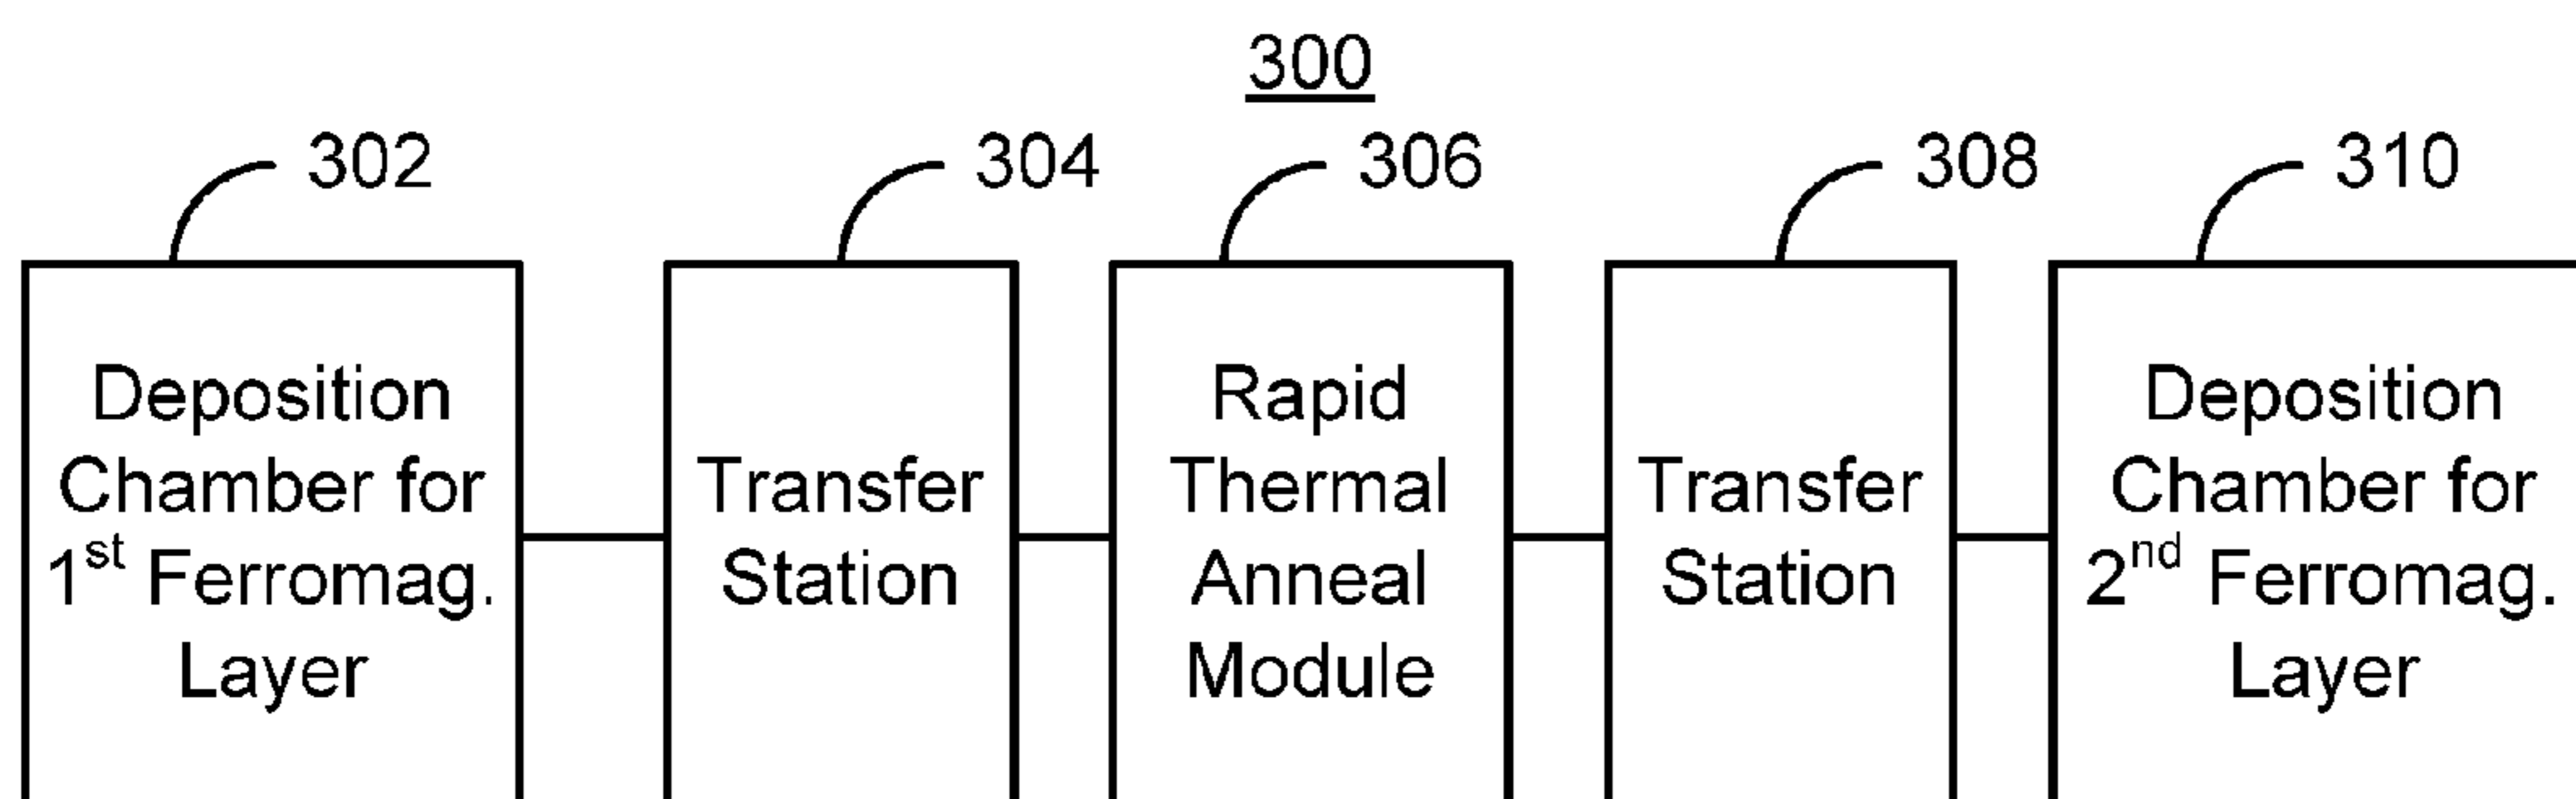 300
302
304
306
308
310
Deposition
Chamber for
1st Ferromag.
Layer
Transfer
Station
Rapid
Thermal
Anneal
Module
Transfer
Station
Deposition
Chamber for
2nd Ferromag.
Layer